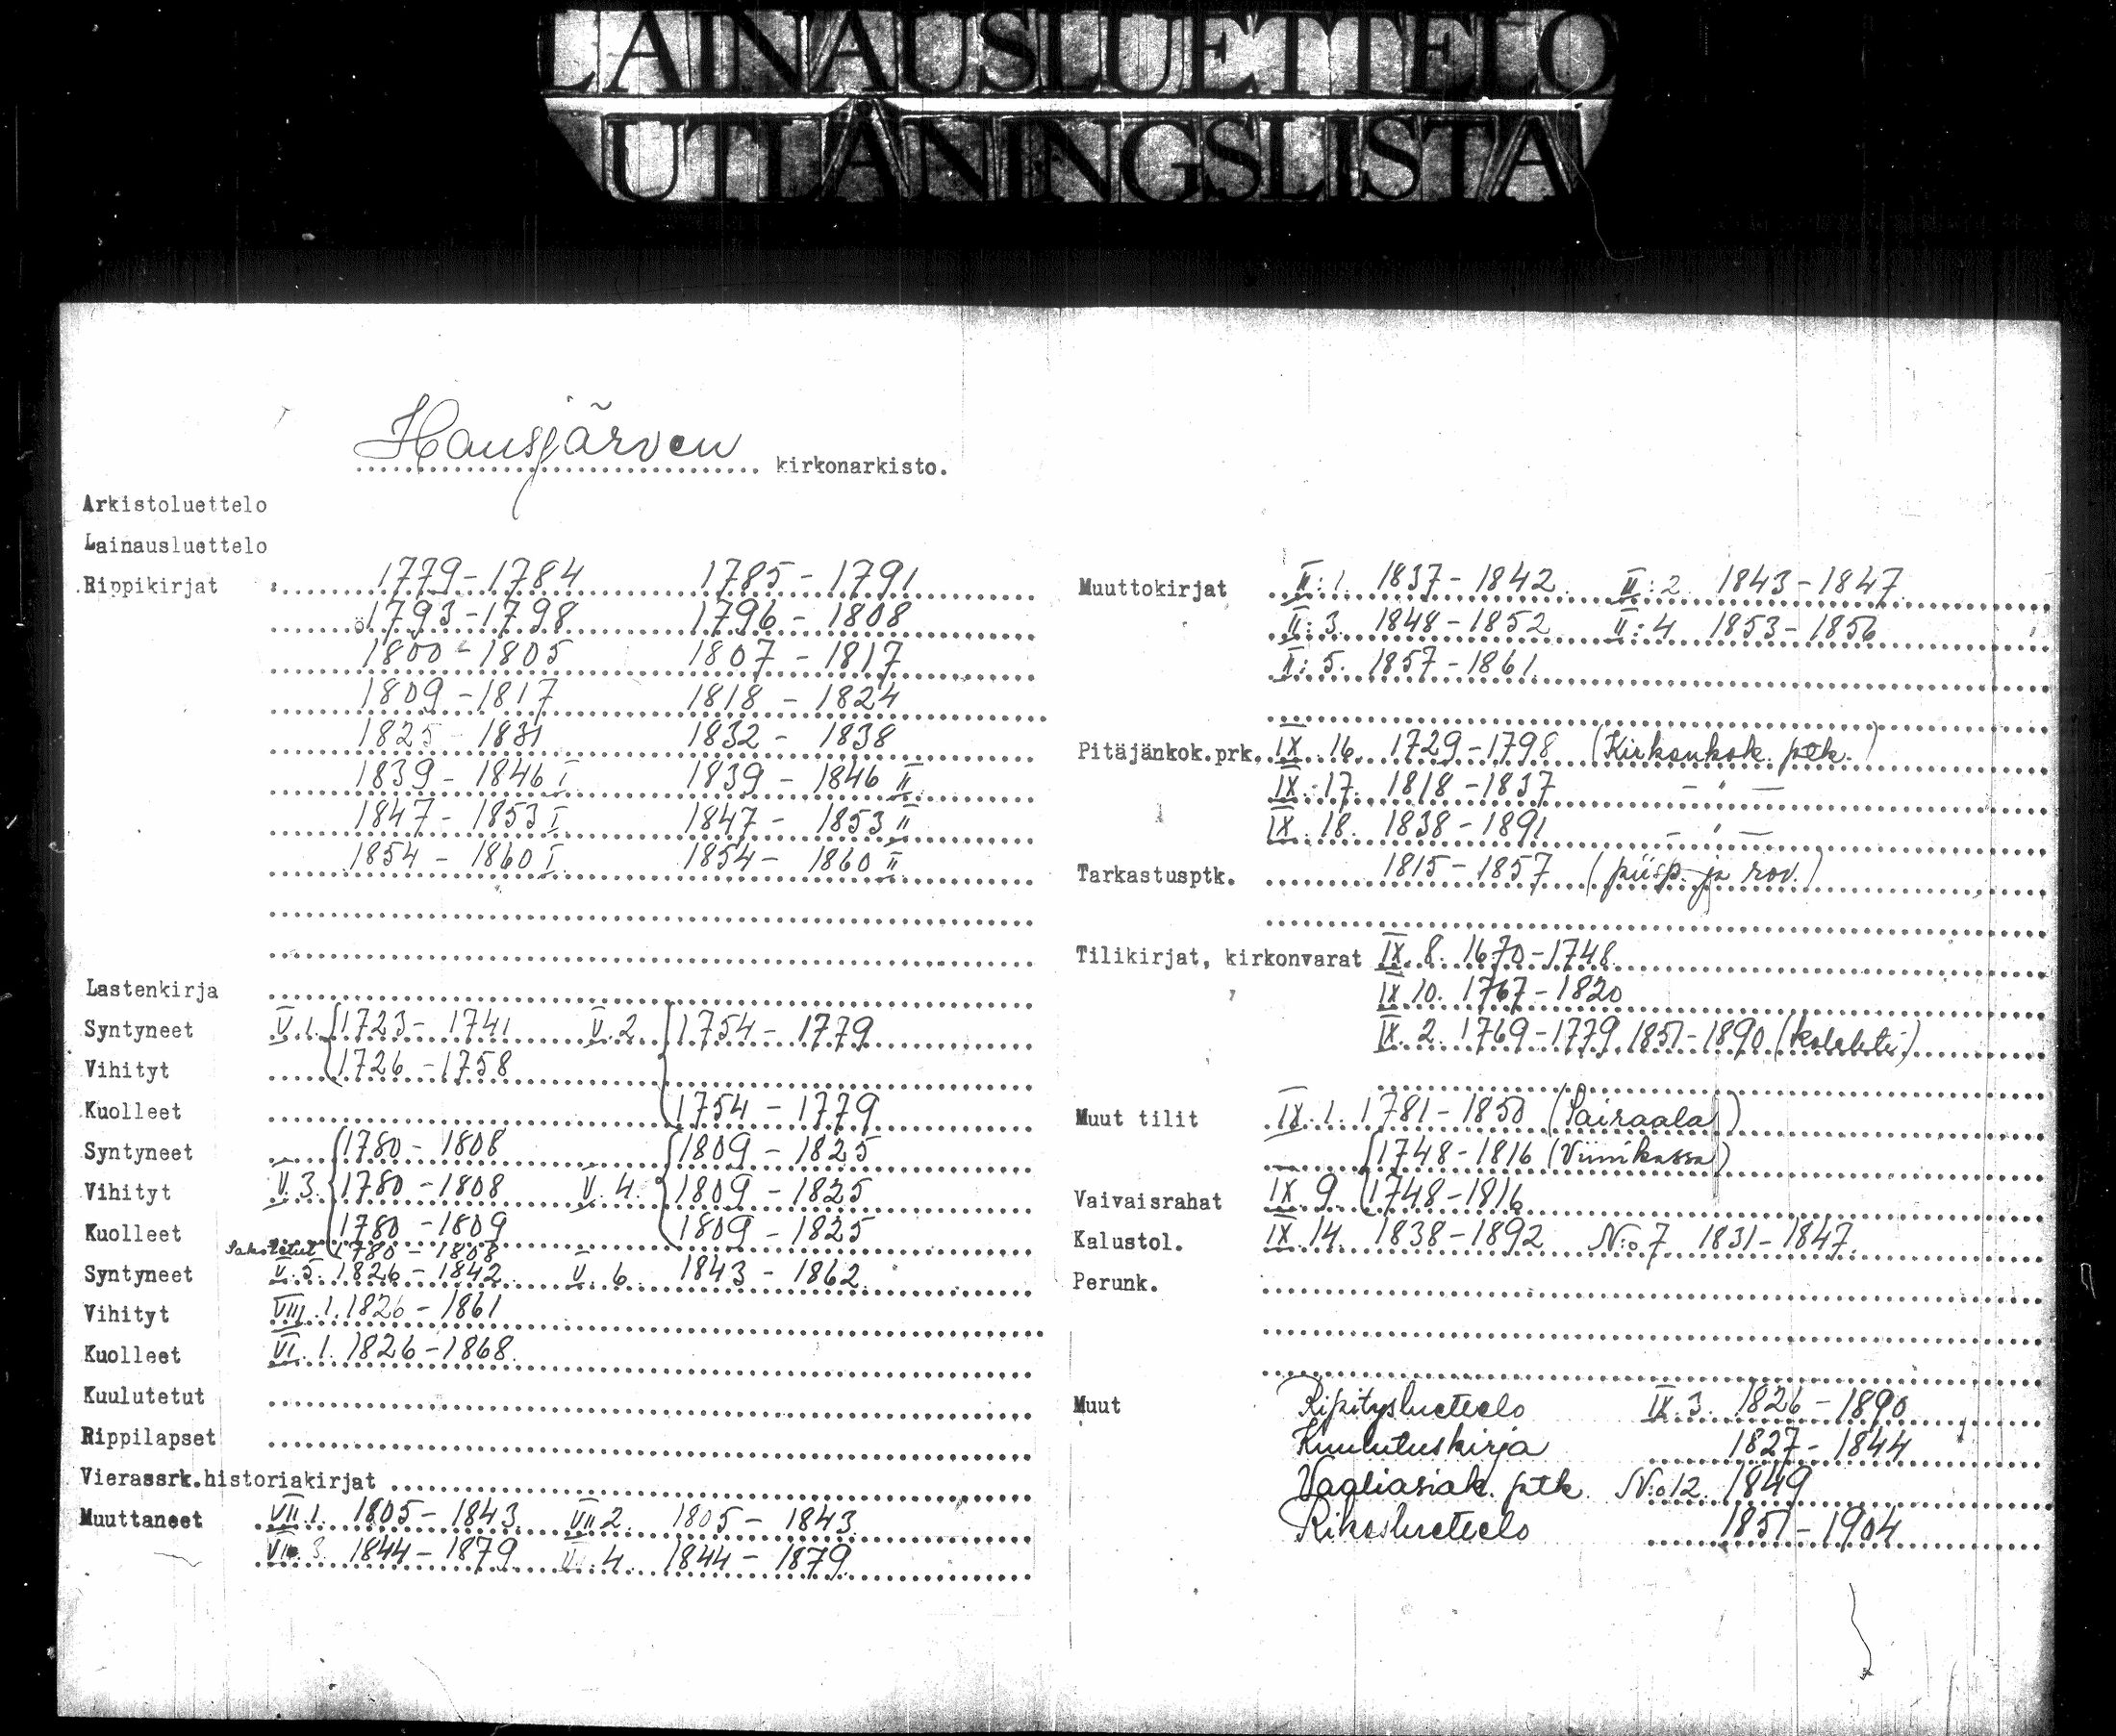 LAINAUSLUETTELO
UTLÅNINGSLISTA
Hausjärven kirkonarkisto.
Arkistoluettelo
Lainausluettelo
Rippikirjat : 1779-1784 1785-1791
ö1793-1798 1796-1808
1800-1805 1807-1817
1809-1817 1818-1824
1825-1831 1832-1838
1839-1846 I 1839-1846 II
1847-1853 I 1847-1853 II
1854-1860 I 1854-1860 II
Lastenkirja
Syntyneet V.1. 1723-1741 V.2. 1754-1779
Vihityt 1726-1758
Kuolleet 1754-1779
Syntyneet 1780-1808 1809-1825
Vihityt V.3. 1780-1808 V.4. 1809-1825
Kuolleet 1780-1809 1809-1825
Sakotetut 1780-1808
Syntyneet V.5. 1826-1842 V.6. 1843-1862
Vihityt VIII.1. 1826-1861
Kuolleet VI.1. 1826-1868
Kuulutetut
Rippilapset
Vierassrk.historiakirjat
Muuttaneet VII.1. 1805-1843 VII.2. 1805-1843
VII.3. 1844-1879 VII.4. 1844-1879
Muuttokirjat II:1. 1837-1842 II:2. 1843-1847
II:3. 1848-1852 II:4 1853-1856
II:5. 1857-1861
Pitäjänkok.prk. IX.16. 1729-1798 (Kirkonkok. ptk.)
IX.17. 1818-1837 - " -
IX.18. 1838-1891 - " -
Tarkastusptk. 1815-1857 (piisp. ja rov.)
Tilikirjat, kirkonvarat IX.8. 1670-1748
IX.10. 1767-1820
IX.2. 1769-1779, 1851-1890 (kolehti)
Muut tilit IX.1. 1781-1850 (Sairaala)
1748-1816 (Viinikassa)
Vaivaisrahat IX.9. 1748-1816
Kalustol. IX.14. 1838-1892 N:o 7 1831-1847
Perunk.
Muut Ripitysluettelo IX.3. 1826-1890
Kuulutuskirja 1827-1844
Vaaliasiak. ptk. N:o 12. 1849
Rikosluettelo 1851-1904